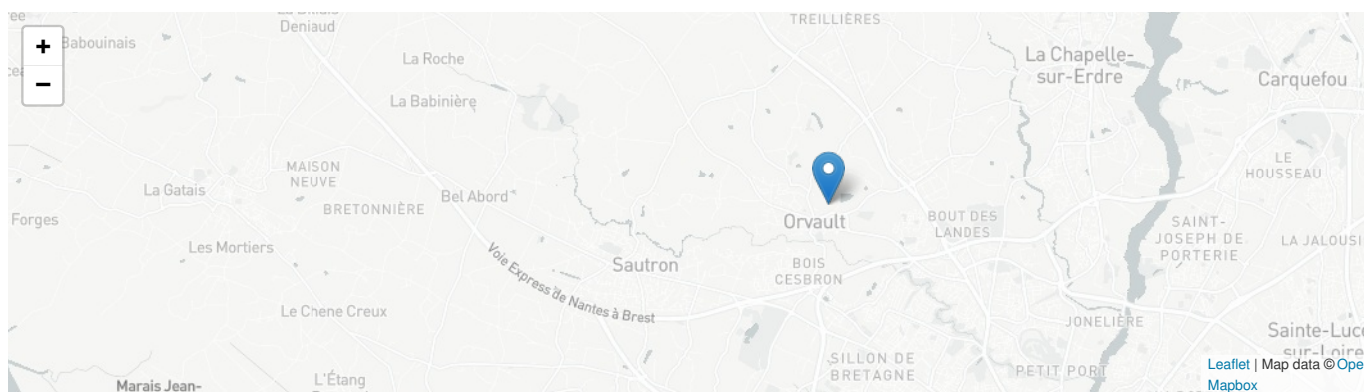 TREILLIÈRES
Deniaud
+
Babouinais
La Roche
La Chapelle-
sur-Erdre
Carquefou
−
La Babinière
MAISON
NEUVE
LE
HOUSSEAU
La Gatais
Bel Abord
BRETONNIÈRE
Forges
Orvault
BOUT DES
LANDES
SAINT-
JOSEPH DE
PORTERIE
LA JALOUSI
Les Mortiers
Voie Express de Nantes à Brest
Sautron
BOIS
CESBRON
Le Chene Creux
JONELIÈRE
Sainte-Luce
sur-Loire
SILLON DE
BRETAGNE
PETIT PORT
Marais Jean-
L'Étang
Leaflet | Map data © Ope
Mapbox